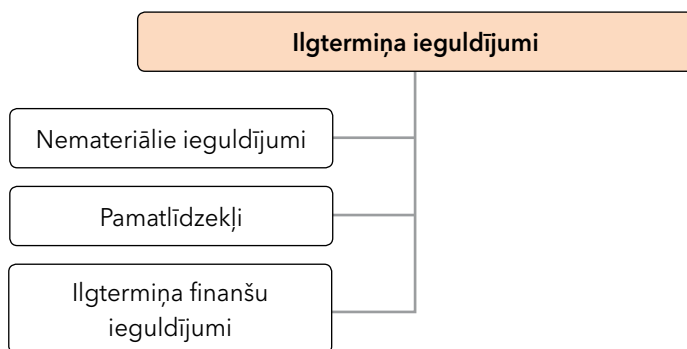 Ilgtermiņa ieguldījumi
Nemateriālie ieguldījumi
Pamatlīdzekļi
Ilgtermiņa finanšu
ieguldījumi